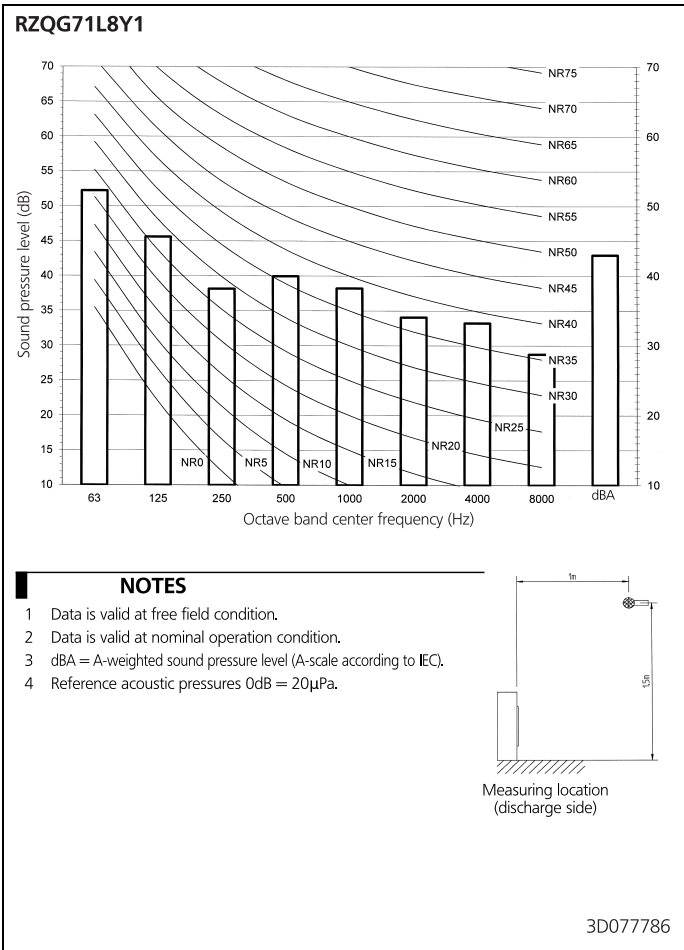 RZQG71L8Y1
70
65
60
55
50
45
40
35
30
25
20
15
10
Sound pressure level (dB)
70
60
50
40
30
20
10
NR75
NR70
NR65
NR60
NR55
NR50
NR45
NR40
NR35
NR30
NR25
NR20
NR0 NR5 NR10 NR15
63 125 250 500 1000 2000 4000 8000 dBA
Octave band center frequency (Hz)
NOTES
1 Data is valid at free field condition.
2 Data is valid at nominal operation condition.
3 dBA = A-weighted sound pressure level (A-scale according to IEC).
4 Reference acoustic pressures 0dB = 20µPa.
1m
1.5m
Measuring location
(discharge side)
3D077786